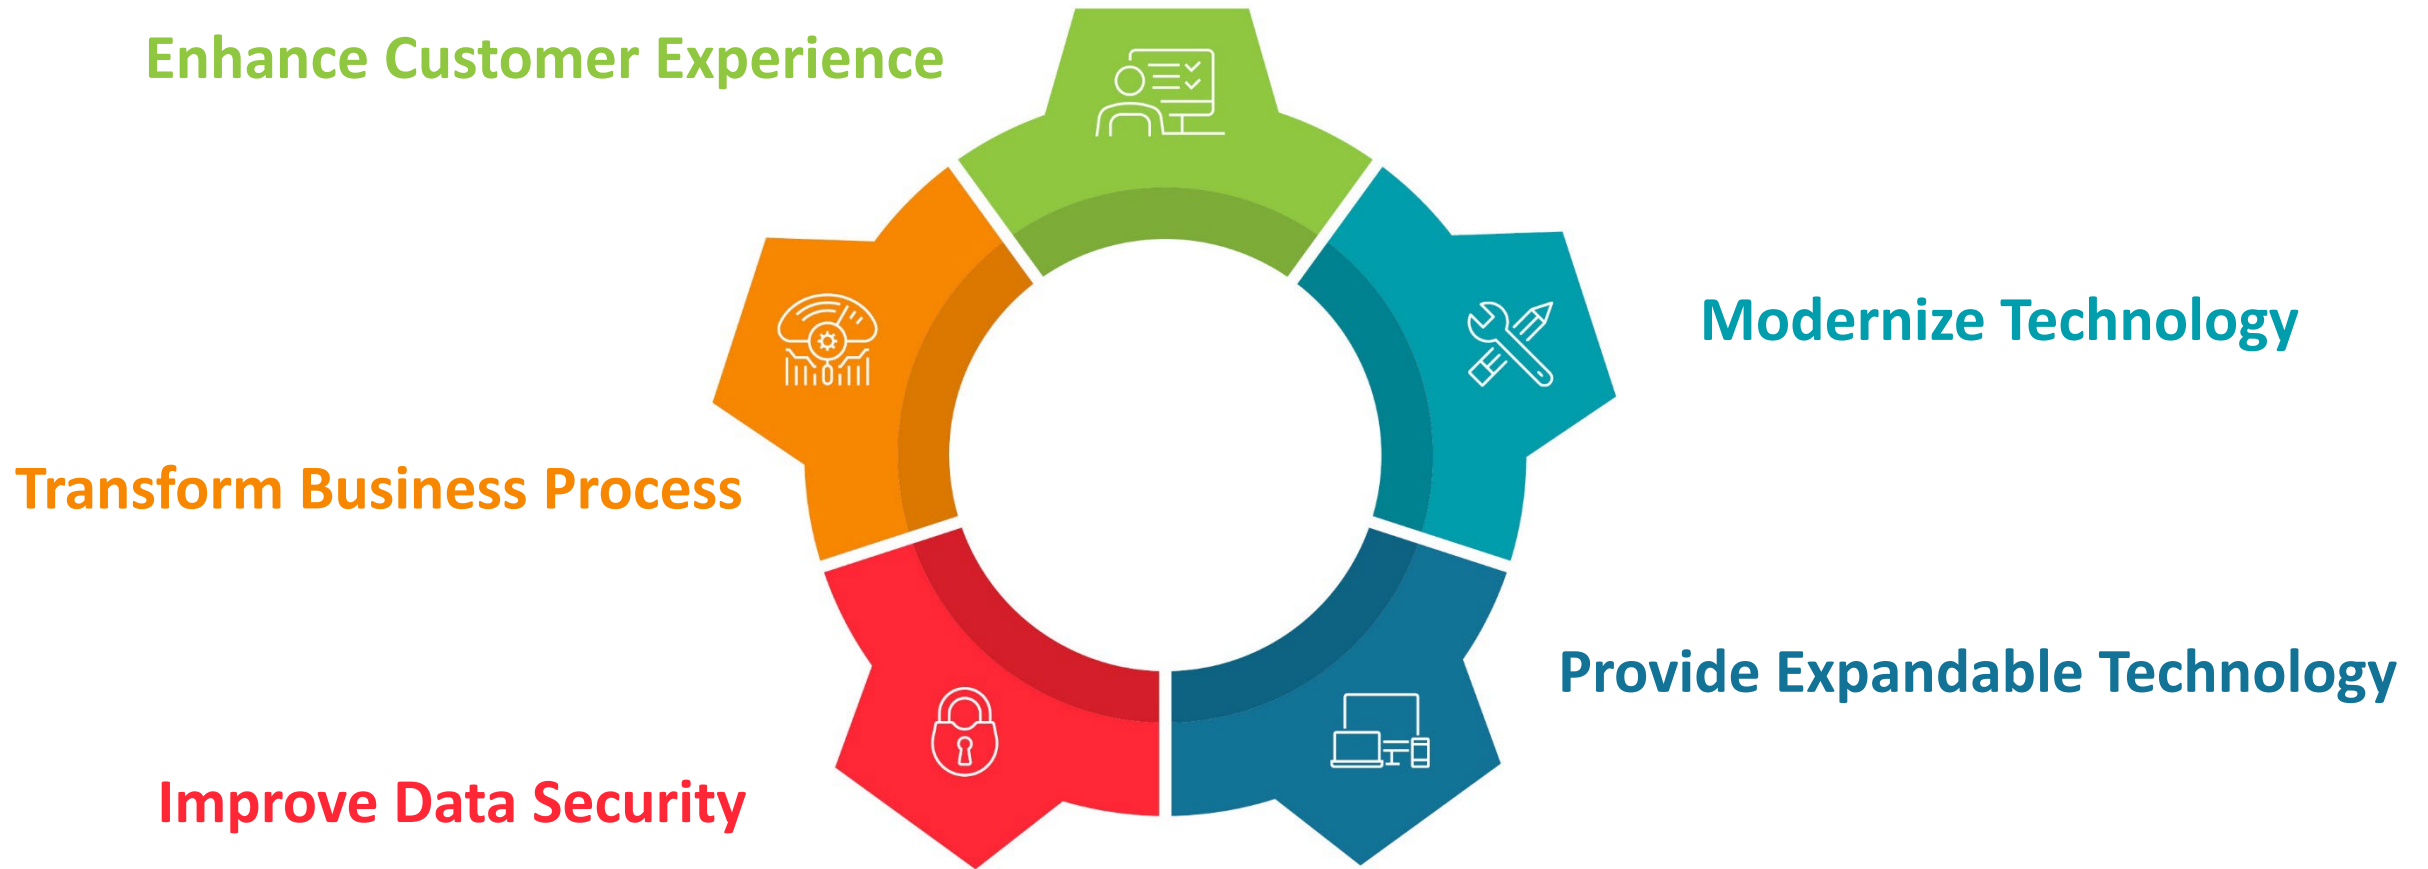 Enhance Customer Experience
Modernize Technology
Transform Business Process
Provide Expandable Technology
Improve Data Security